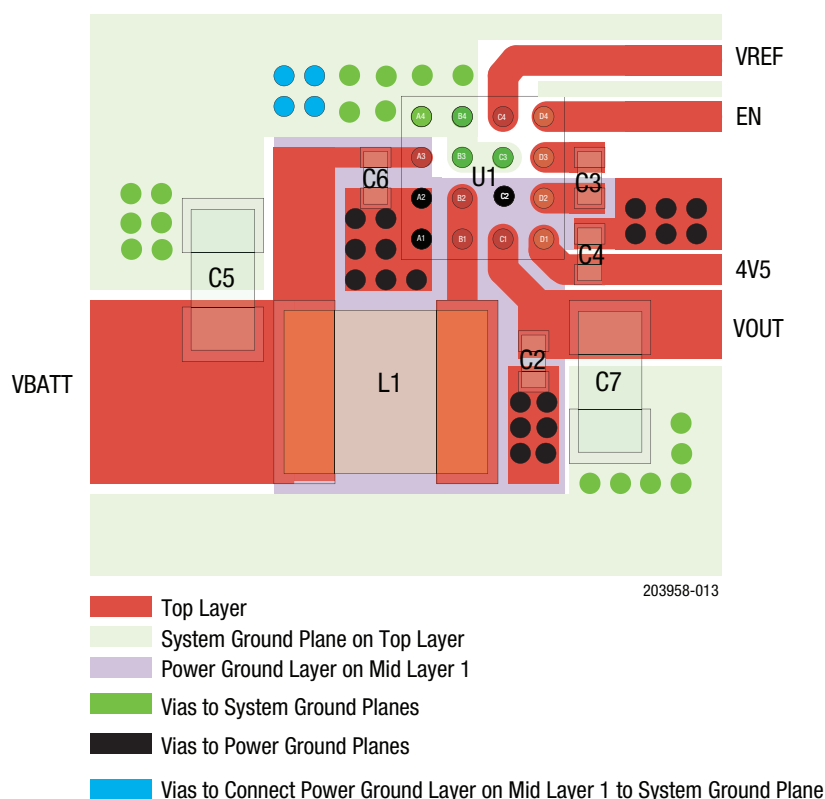 VREF
EN
A4 B4 C4 D4
A3 B3 C3 D3
C6 U1 C3
A2 B2 C2 D2
A1 B1 C1 D1
C4
C5
4V5
VOUT
C2
VBATT
L1
C7
203958-013
Top Layer
System Ground Plane on Top Layer
Power Ground Layer on Mid Layer 1
Vias to System Ground Planes
Vias to Power Ground Planes
Vias to Connect Power Ground Layer on Mid Layer 1 to System Ground Plane